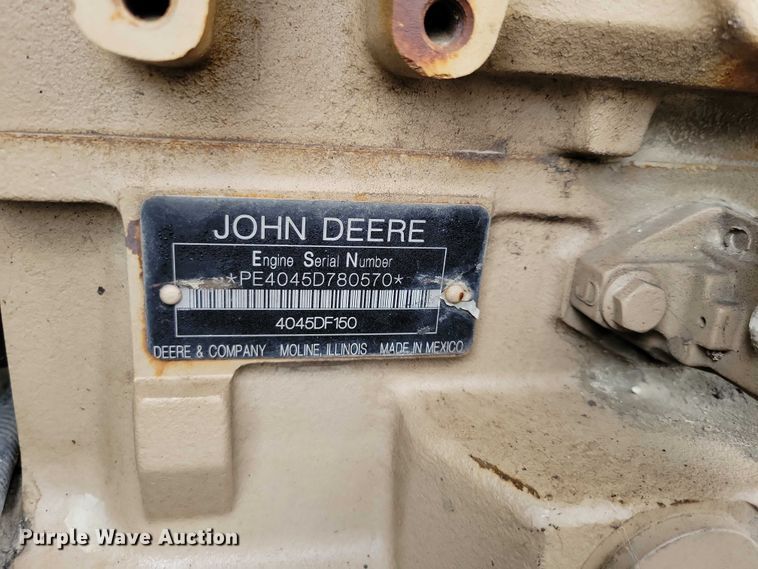 JOHN DEERE
Engine Serial Number
*PE4045D780570*
4045DF150
DEERE & COMPANY MOLINE, ILLINOIS MADE IN MEXICO
Purple Wave Auction